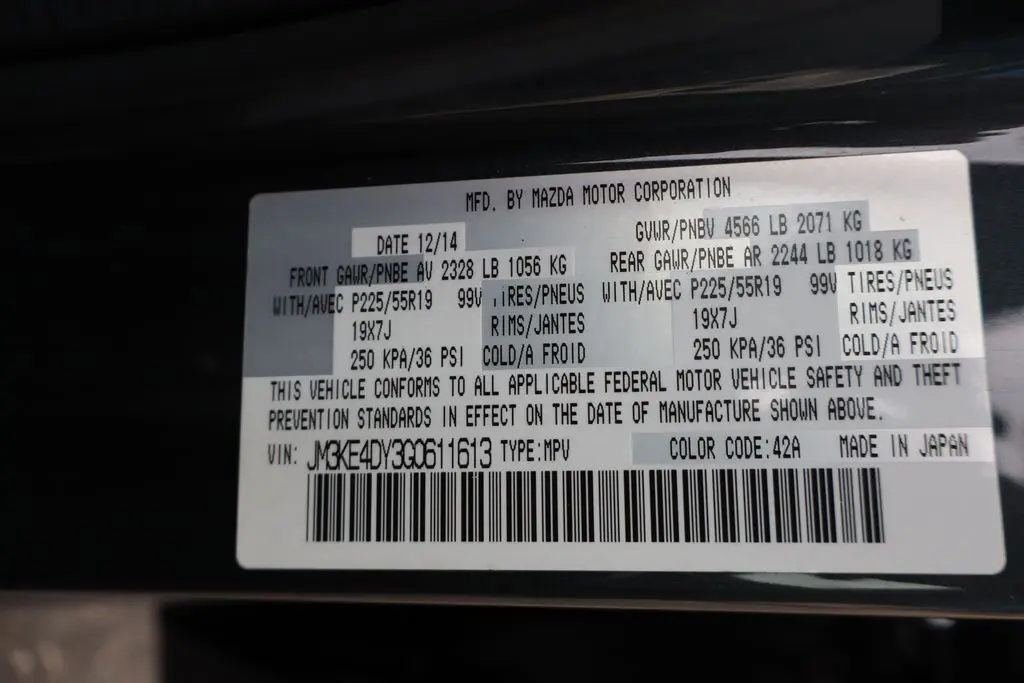 MFD. BY MAZDA MOTOR CORPORATION
DATE 12/14 GVWR/PNBV 4566 LB 2071 KG
FRONT GAWR/PNBE AV 2328 LB 1056 KG REAR GAWR/PNBE AR 2244 LB 1018 KG
WITH/AVEC P225/55R19 99V TIRES/PNEUS WITH/AVEC P225/55R19 99V TIRES/PNEUS
19X7J RIMS/JANTES 19X7J RIMS/JANTES
250 KPA/36 PSI COLD/A FROID 250 KPA/36 PSI COLD/A FROID
THIS VEHICLE CONFORMS TO ALL APPLICABLE FEDERAL MOTOR VEHICLE SAFETY AND THEFT
PREVENTION STANDARDS IN EFFECT ON THE DATE OF MANUFACTURE SHOWN ABOVE.
VIN: JM3KE4DY3G0611613 TYPE:MPV COLOR CODE:42A MADE IN JAPAN